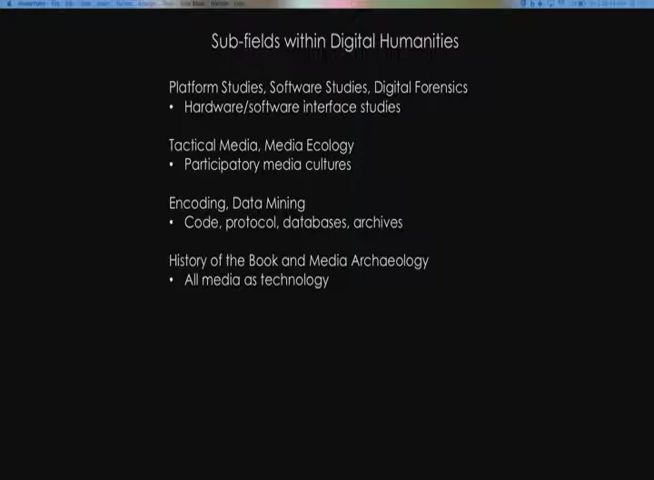 Sub-fields within Digital Humanities
Platform Studies, Software Studies, Digital Forensics
• Hardware/software interface studies
Tactical Media, Media Ecology
• Participatory media cultures
Encoding, Data Mining
• Code, protocol, databases, archives
History of the Book and Media Archaeology
• All media as technology